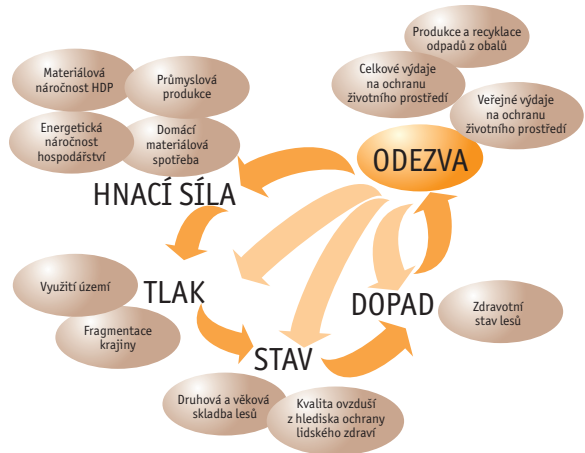 Produkce a recyklace
odpadů z obalů
Celkové výdaje
na ochranu
životního prostředí
Veřejné výdaje
na ochranu
životního prostředí
Materiálová
náročnost HDP
Průmyslová
produkce
Energetická
náročnost
hospodářství
Domácí
materiálová
spotřeba
ODEZVA
HNACÍ SÍLA
Využití území
TLAK
Fragmentace
krajiny
DOPAD
Zdravotní
stav lesů
STAV
Druhová a věková
skladba lesů
Kvalita ovzduší
z hlediska ochrany
lidského zdraví